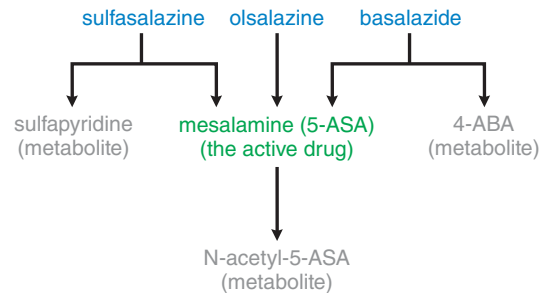 sulfasalazine olsalazine basalazide
sulfapyridine
(metabolite)
mesalamine (5-ASA)
(the active drug)
4-ABA
(metabolite)
N-acetyl-5-ASA
(metabolite)